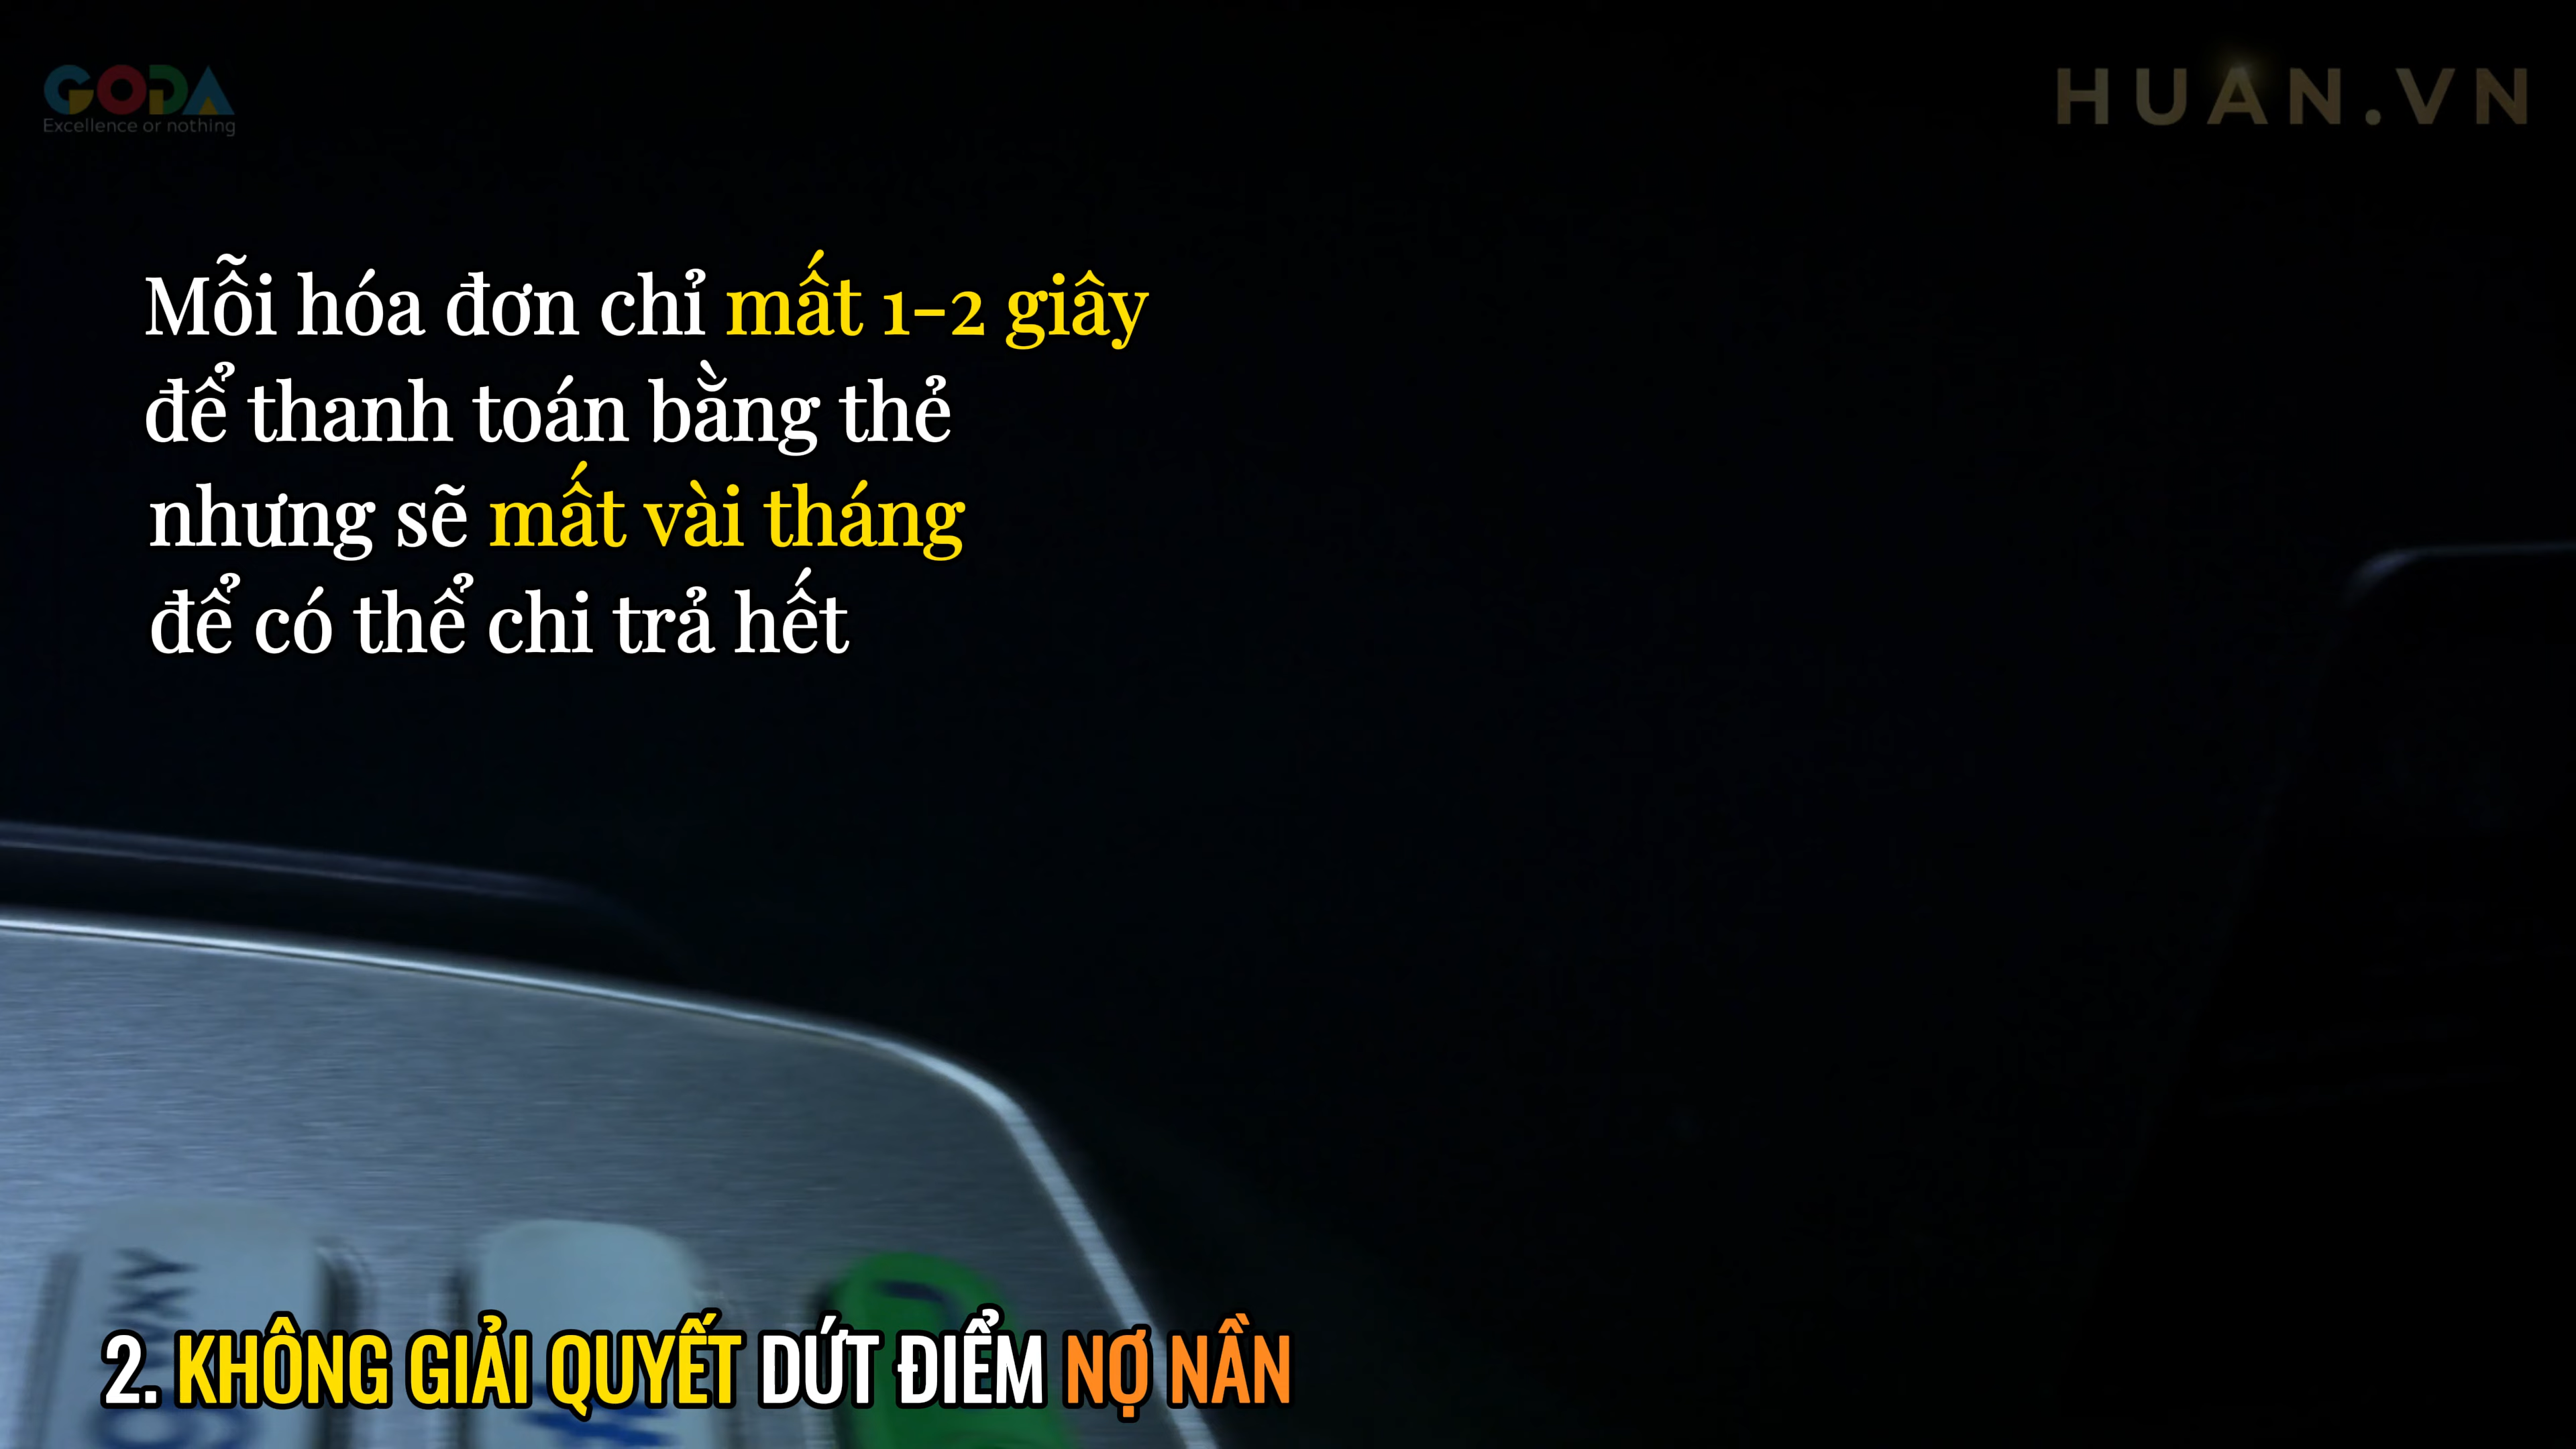 GODA
Excellence or nothing
HUAN.VN
Mỗi hóa đơn chỉ mất 1-2 giây
để thanh toán bằng thẻ
nhưng sẽ mất vài tháng
để có thể chi trả hết
2. KHÔNG GIẢI QUYẾT DỨT ĐIỂM NỢ NẦN